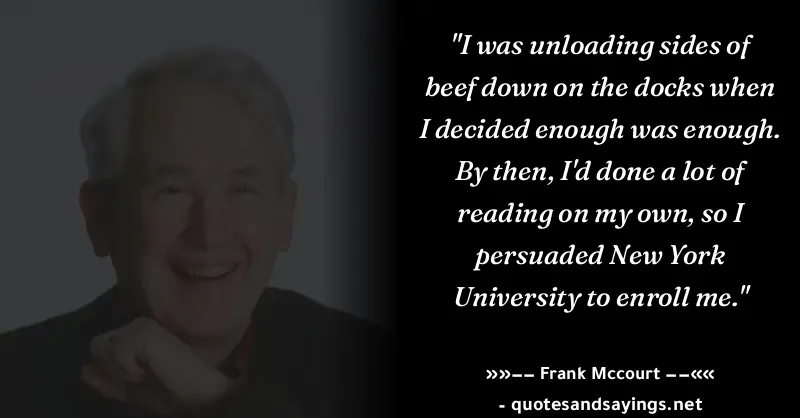 "I was unloading sides of
beef down on the docks when
I decided enough was enough.
By then, I'd done a lot of
reading on my own, so I
persuaded New York
University to enroll me."
»»—— Frank Mccourt ——««
- quotesandsayings.net